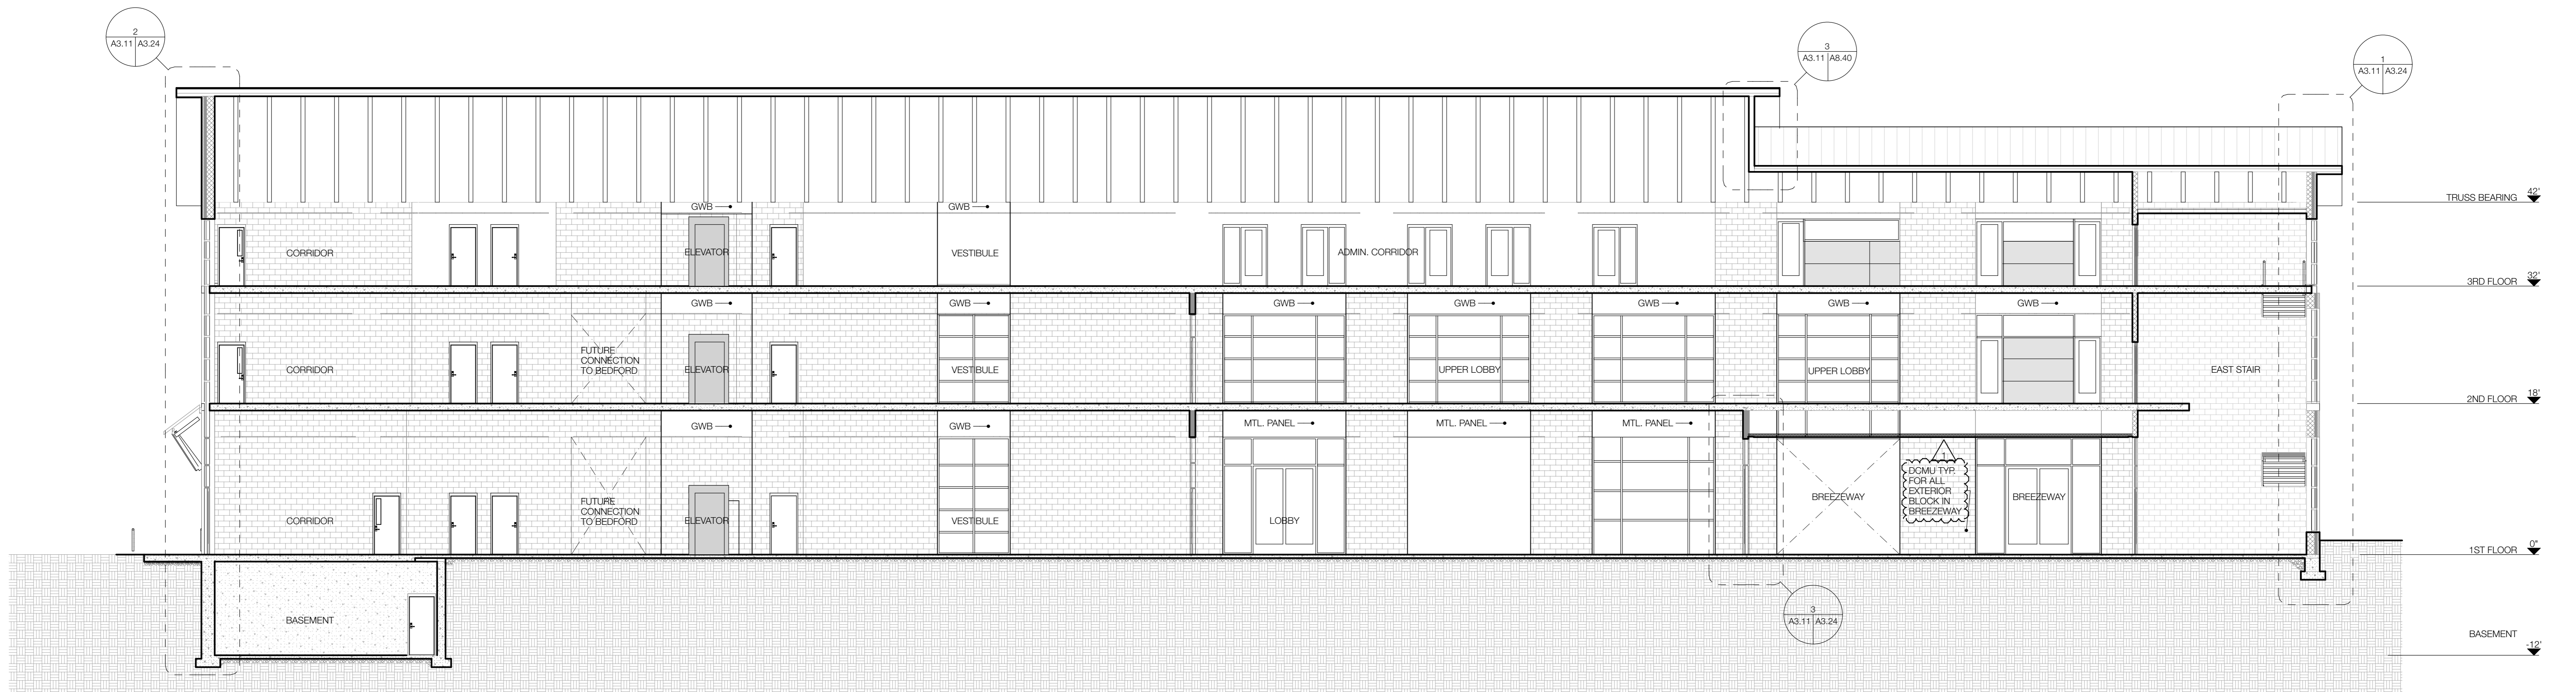 2
A3.11 A3.24
3
A3.11 A8.40
1
A3.11 A3.24
42'
TRUSS BEARING
GWB
GWB
CORRIDOR
ELEVATOR
VESTIBULE
ADMIN. CORRIDOR
32'
3RD FLOOR
GWB
GWB
GWB
GWB
GWB
GWB
GWB
FUTURE
CONNECTION
TO BEDFORD
CORRIDOR
ELEVATOR
VESTIBULE
UPPER LOBBY
UPPER LOBBY
EAST STAIR
18'
2ND FLOOR
GWB
GWB
MTL. PANEL
MTL. PANEL
MTL. PANEL
1
DCMU TYP.
FOR ALL
EXTERIOR
BLOCK IN
BREEZEWAY
FUTURE
CONNECTION
TO BEDFORD
CORRIDOR
ELEVATOR
VESTIBULE
LOBBY
BREEZEWAY
BREEZEWAY
0"
1ST FLOOR
3
A3.11 A3.24
BASEMENT
BASEMENT
-12'